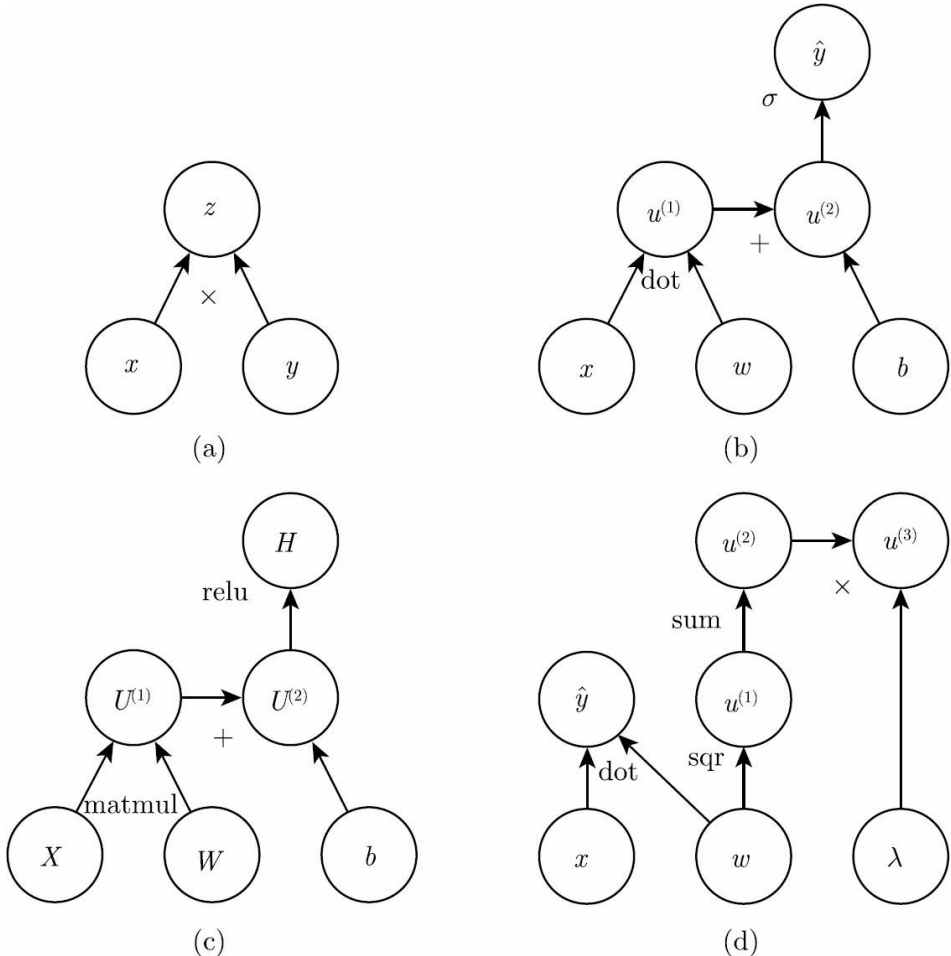 ŷ
σ
z
u⁽¹⁾
u⁽²⁾
+
dot
×
x
y
x
w
b
(a)
(b)
H
u⁽²⁾
u⁽³⁾
relu
×
sum
U⁽¹⁾
U⁽²⁾
ŷ
u⁽¹⁾
+
dot
sqr
matmul
X
W
b
x
w
λ
(c)
(d)